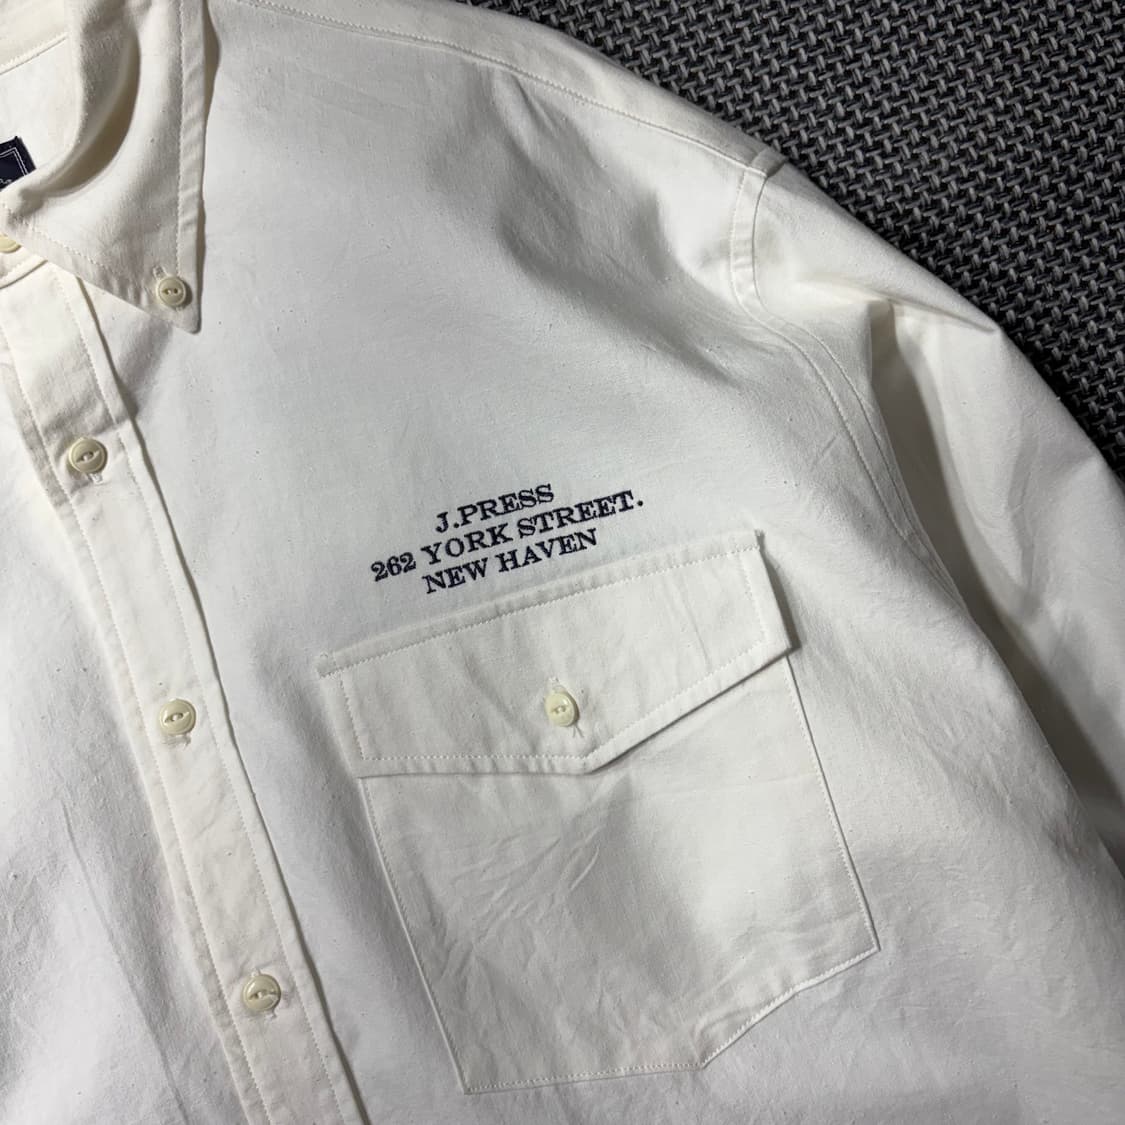 J.PRESS
262 YORK STREET.
NEW HAVEN